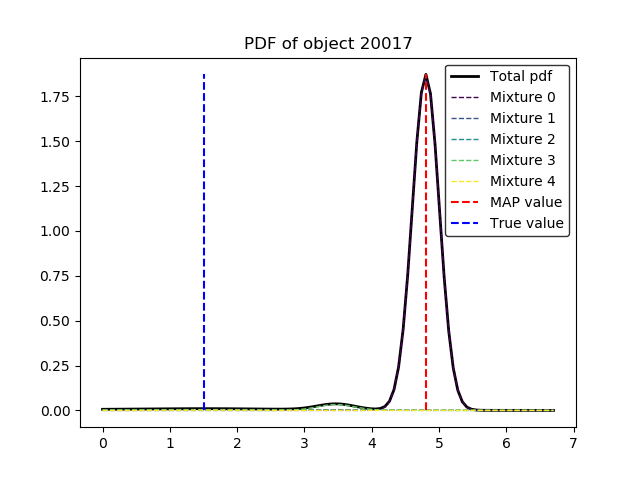 PDF of object 20017
1.75
1.50
1.25
1.00
0.75
0.50
0.25
0.00
0 1 2 3 4 5 6 7
Total pdf
Mixture 0
Mixture 1
Mixture 2
Mixture 3
Mixture 4
MAP value
True value